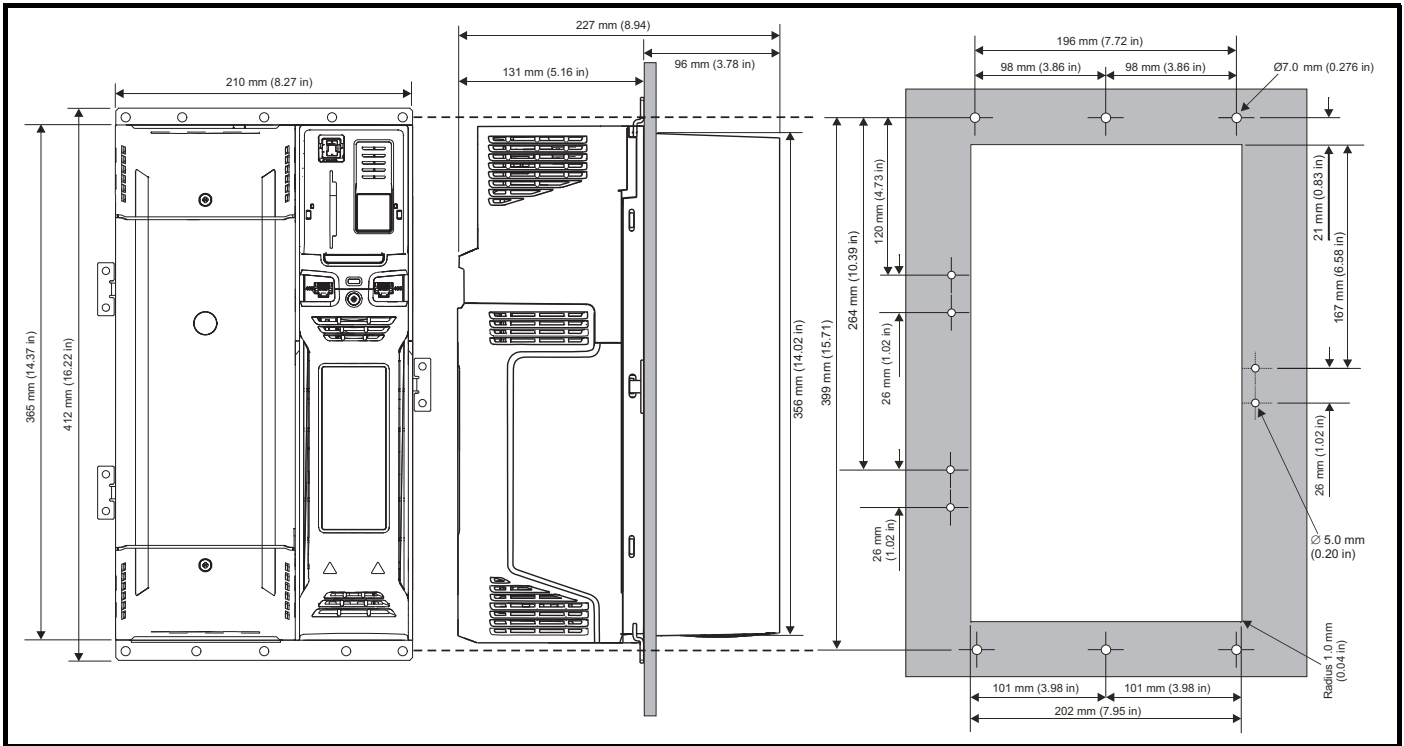 227 mm (8.94)
131 mm (5.16 in)
96 mm (3.78 in)
210 mm (8.27 in)
365 mm (14.37 in)
412 mm (16.22 in)
356 mm (14.02 in)
399 mm (15.71)
196 mm (7.72 in)
98 mm (3.86 in)
98 mm (3.86 in)
Ø7.0 mm (0.276 in)
120 mm (4.73 in)
264 mm (10.39 in)
26 mm (1.02 in)
26 mm
(1.02 in)
21 mm (0.83 in)
167 mm (6.58 in)
26 mm (1.02 in)
∅ 5.0 mm
(0.20 in)
Radius 1.0 mm
(0.04 in)
101 mm (3.98 in)
101 mm (3.98 in)
202 mm (7.95 in)